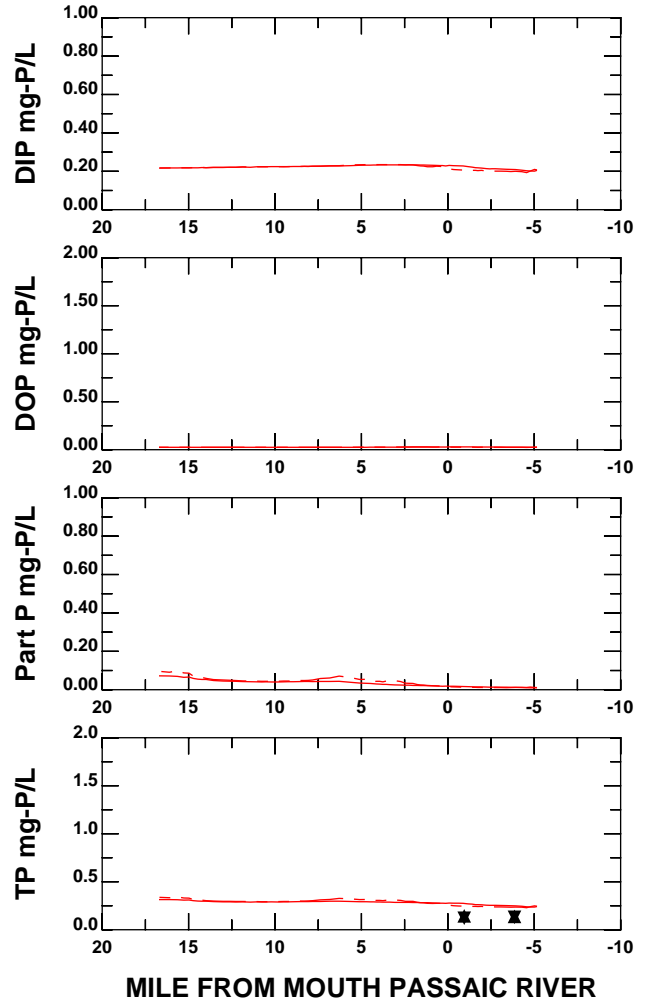 DIP mg-P/L
1.00
0.80
0.60
0.40
0.20
0.00
20 15 10 5 0 -5 -10
DOP mg-P/L
2.00
1.50
1.00
0.50
0.00
20 15 10 5 0 -5 -10
Part P mg-P/L
1.00
0.80
0.60
0.40
0.20
0.00
20 15 10 5 0 -5 -10
TP mg-P/L
2.0
1.5
1.0
0.5
0.0
20 15 10 5 0 -5 -10
MILE FROM MOUTH PASSAIC RIVER